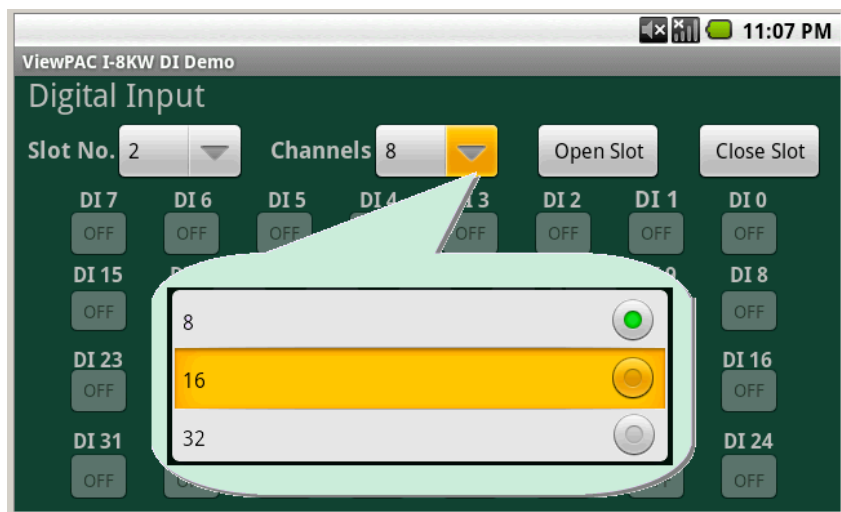 11:07 PM
ViewPAC I-8KW DI Demo
Digital Input
Slot No. 2 Channels 8 Open Slot Close Slot
DI 7 DI 6 DI 5 DI 4 DI 2 DI 1 DI 0
OFF OFF OFF OFF OFF OFF OFF
DI 15 DI 8
OFF OFF
8
DI 23 DI 16
16
OFF OFF
32
DI 31 DI 24
OFF OFF